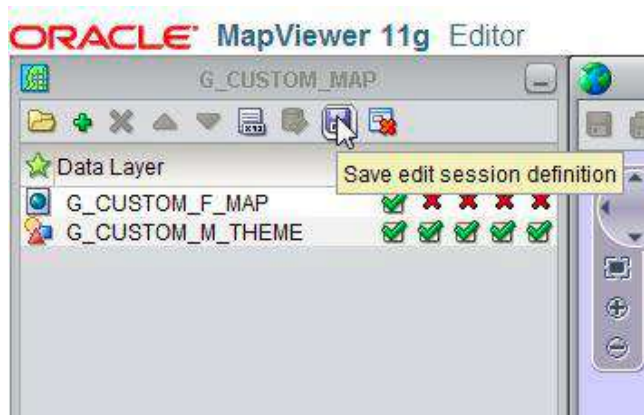 ORACLE MapViewer 11g Editor
G_CUSTOM_MAP
Data Layer
Save edit session definition
G_CUSTOM_F_MAP
G_CUSTOM_M_THEME